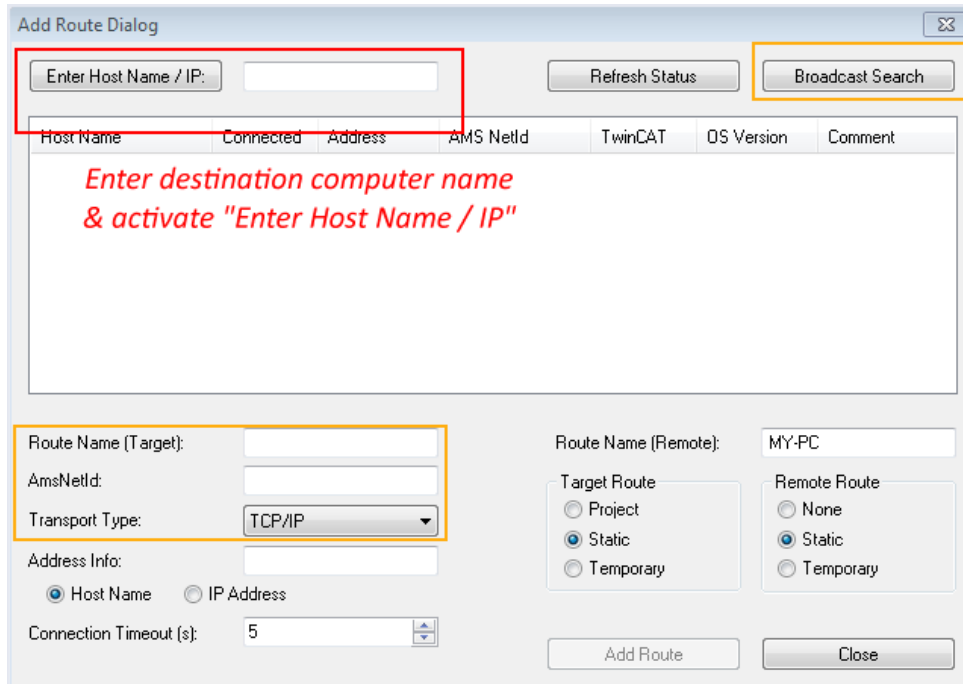 Add Route Dialog
Enter Host Name / IP:
Refresh Status
Broadcast Search
Host Name Connected Address AMS NetId TwinCAT OS Version Comment
Enter destination computer name
& activate "Enter Host Name / IP"
Route Name (Target):
Route Name (Remote): MY-PC
AmsNetId:
Target Route
Remote Route
Transport Type: TCP/IP
Project
None
Static
Static
Address Info:
Temporary
Temporary
Host Name IP Address
Connection Timeout (s): 5
Add Route
Close